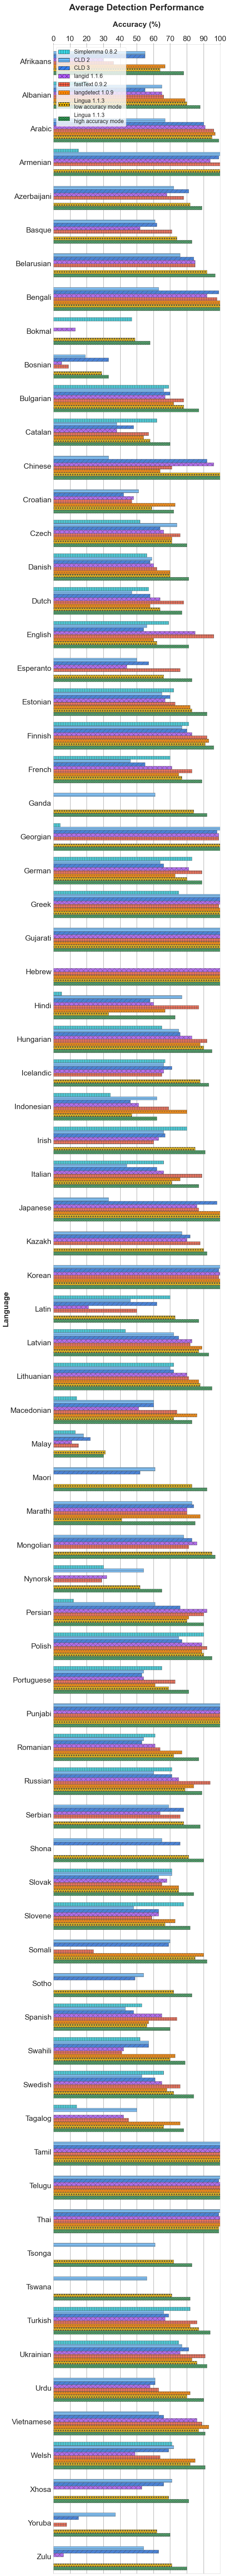 Average Detection Performance
Accuracy (%)
0 10 20 30 40 50 60 70 80 90 100
Simplemma 0.8.2
CLD 2
CLD 3
langid 1.1.6
fastText 0.9.2
langdetect 1.0.9
Lingua 1.1.3
low accuracy mode
Lingua 1.1.3
high accuracy mode
Language
Afrikaans
Albanian
Arabic
Armenian
Azerbaijani
Basque
Belarusian
Bengali
Bokmal
Bosnian
Bulgarian
Catalan
Chinese
Croatian
Czech
Danish
Dutch
English
Esperanto
Estonian
Finnish
French
Ganda
Georgian
German
Greek
Gujarati
Hebrew
Hindi
Hungarian
Icelandic
Indonesian
Irish
Italian
Japanese
Kazakh
Korean
Latin
Latvian
Lithuanian
Macedonian
Malay
Maori
Marathi
Mongolian
Nynorsk
Persian
Polish
Portuguese
Punjabi
Romanian
Russian
Serbian
Shona
Slovak
Slovene
Somali
Sotho
Spanish
Swahili
Swedish
Tagalog
Tamil
Telugu
Thai
Tsonga
Tswana
Turkish
Ukrainian
Urdu
Vietnamese
Welsh
Xhosa
Yoruba
Zulu